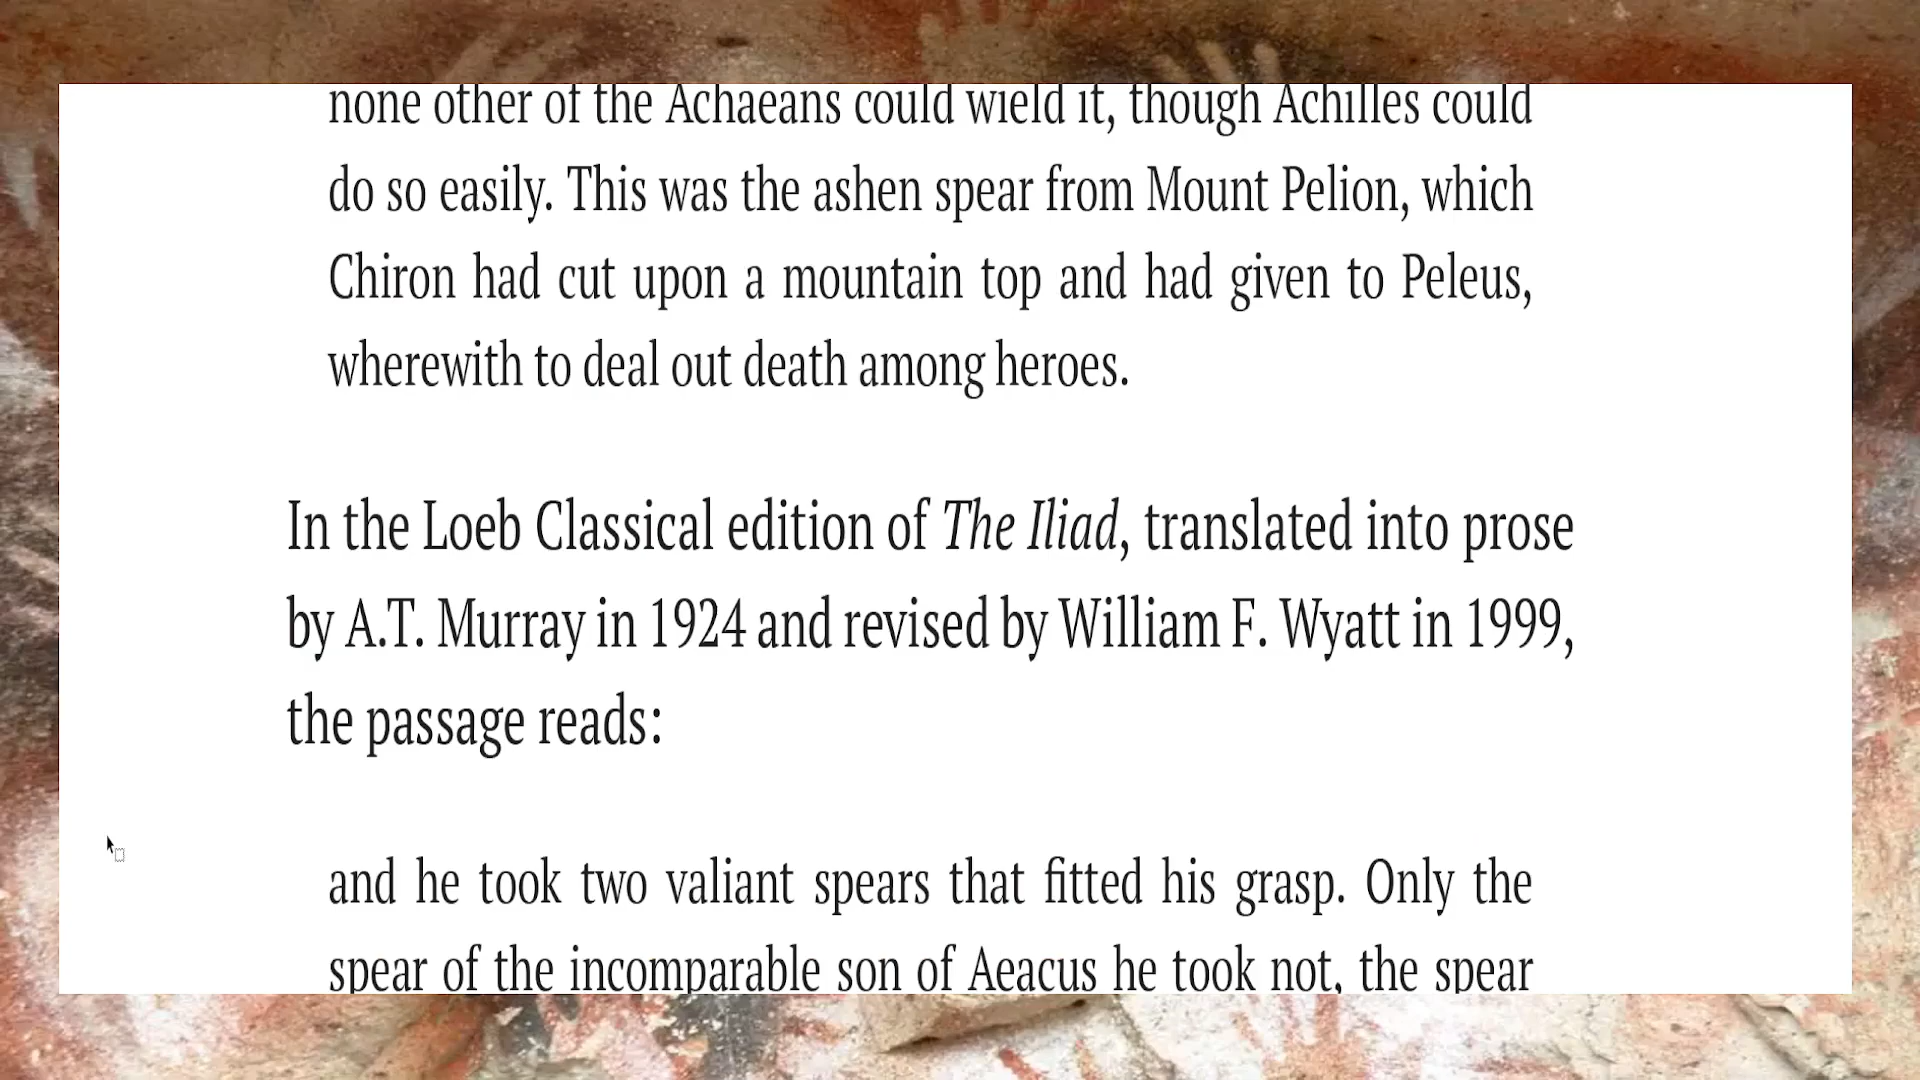 none other of the Achaeans could wield it, though Achilles could
do so easily. This was the ashen spear from Mount Pelion, which
Chiron had cut upon a mountain top and had given to Peleus,
wherewith to deal out death among heroes.
In the Loeb Classical edition of The Iliad, translated into prose
by A.T. Murray in 1924 and revised by William F. Wyatt in 1999,
the passage reads:
and he took two valiant spears that fitted his grasp. Only the
spear of the incomparable son of Aeacus he took not, the spear